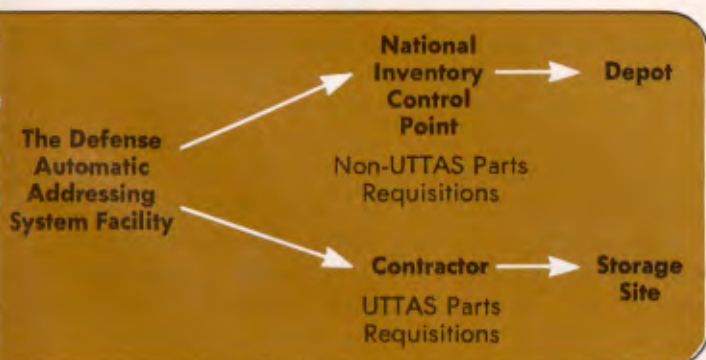 The Defense
Automatic
Addressing
System Facility
National
Inventory
Control
Point
Non-UTTAS Parts
Requisitions
Depot
Contractor
UTTAS Parts
Requisitions
Storage
Site